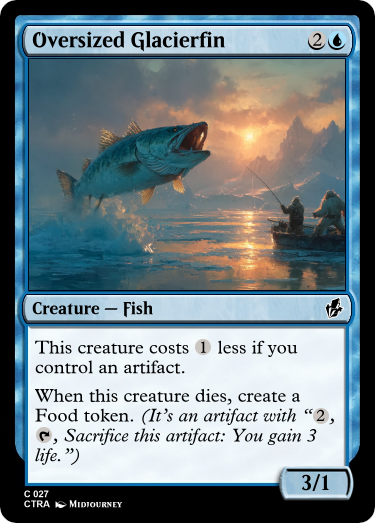 Oversized Glacierfin 2
Creature — Fish
This creature costs 1 less if you
control an artifact.
When this creature dies, create a
Food token. (It's an artifact with “2,
, Sacrifice this artifact: You gain 3
life.”)
3/1
C 027
CTRA Midjourney